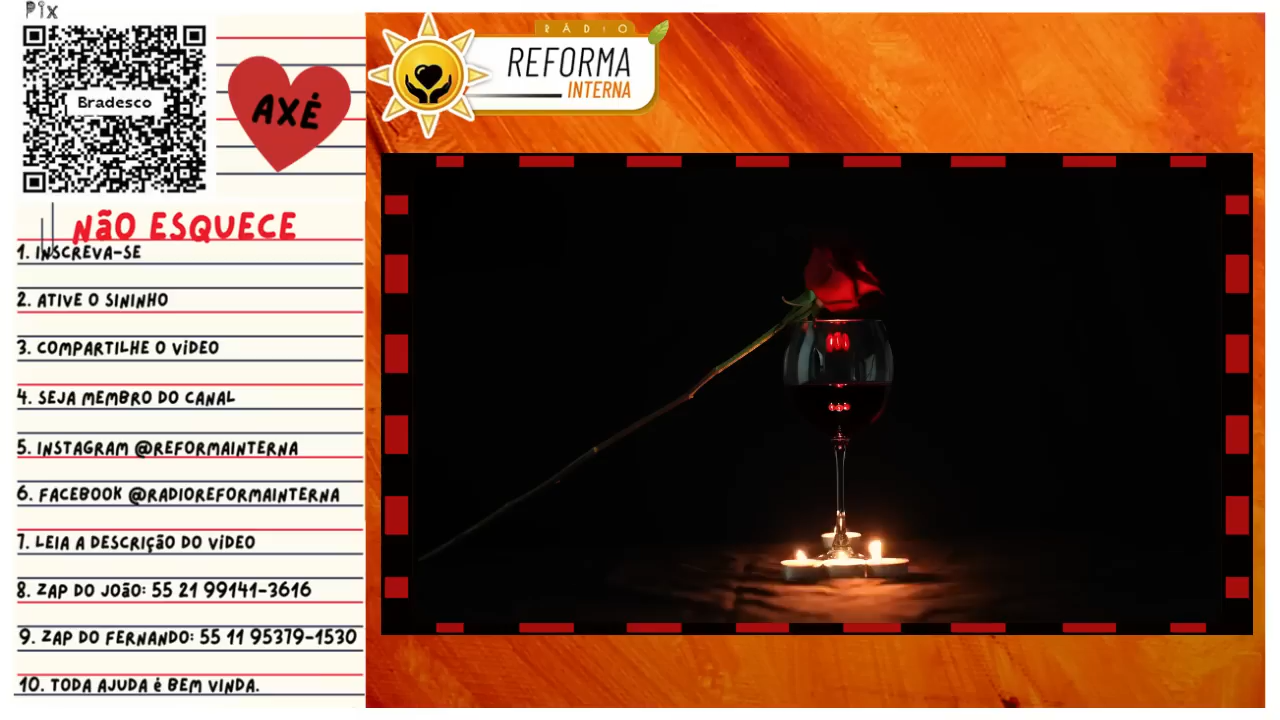 Pix
Bradesco
AXÉ
NÃO ESQUECE
1. INSCREVA-SE
2. ATIVE O SININHO
3. COMPARTILHE O VíDEO
4. SEJA MEMBRO DO CANAL
5. INSTAGRAM @REFORMAINTERNA
6. FACEBOOK @RADIOREFORMAINTERNA
7. LEIA A DESCRIÇÃO DO VíDEO
8. ZAP DO JOÃO: 55 21 99141-3616
9. ZAP DO FERNANDO: 55 11 95379-1530
10. TODA AJUDA é BEM VINDA.
RÁDIO
REFORMA
INTERNA